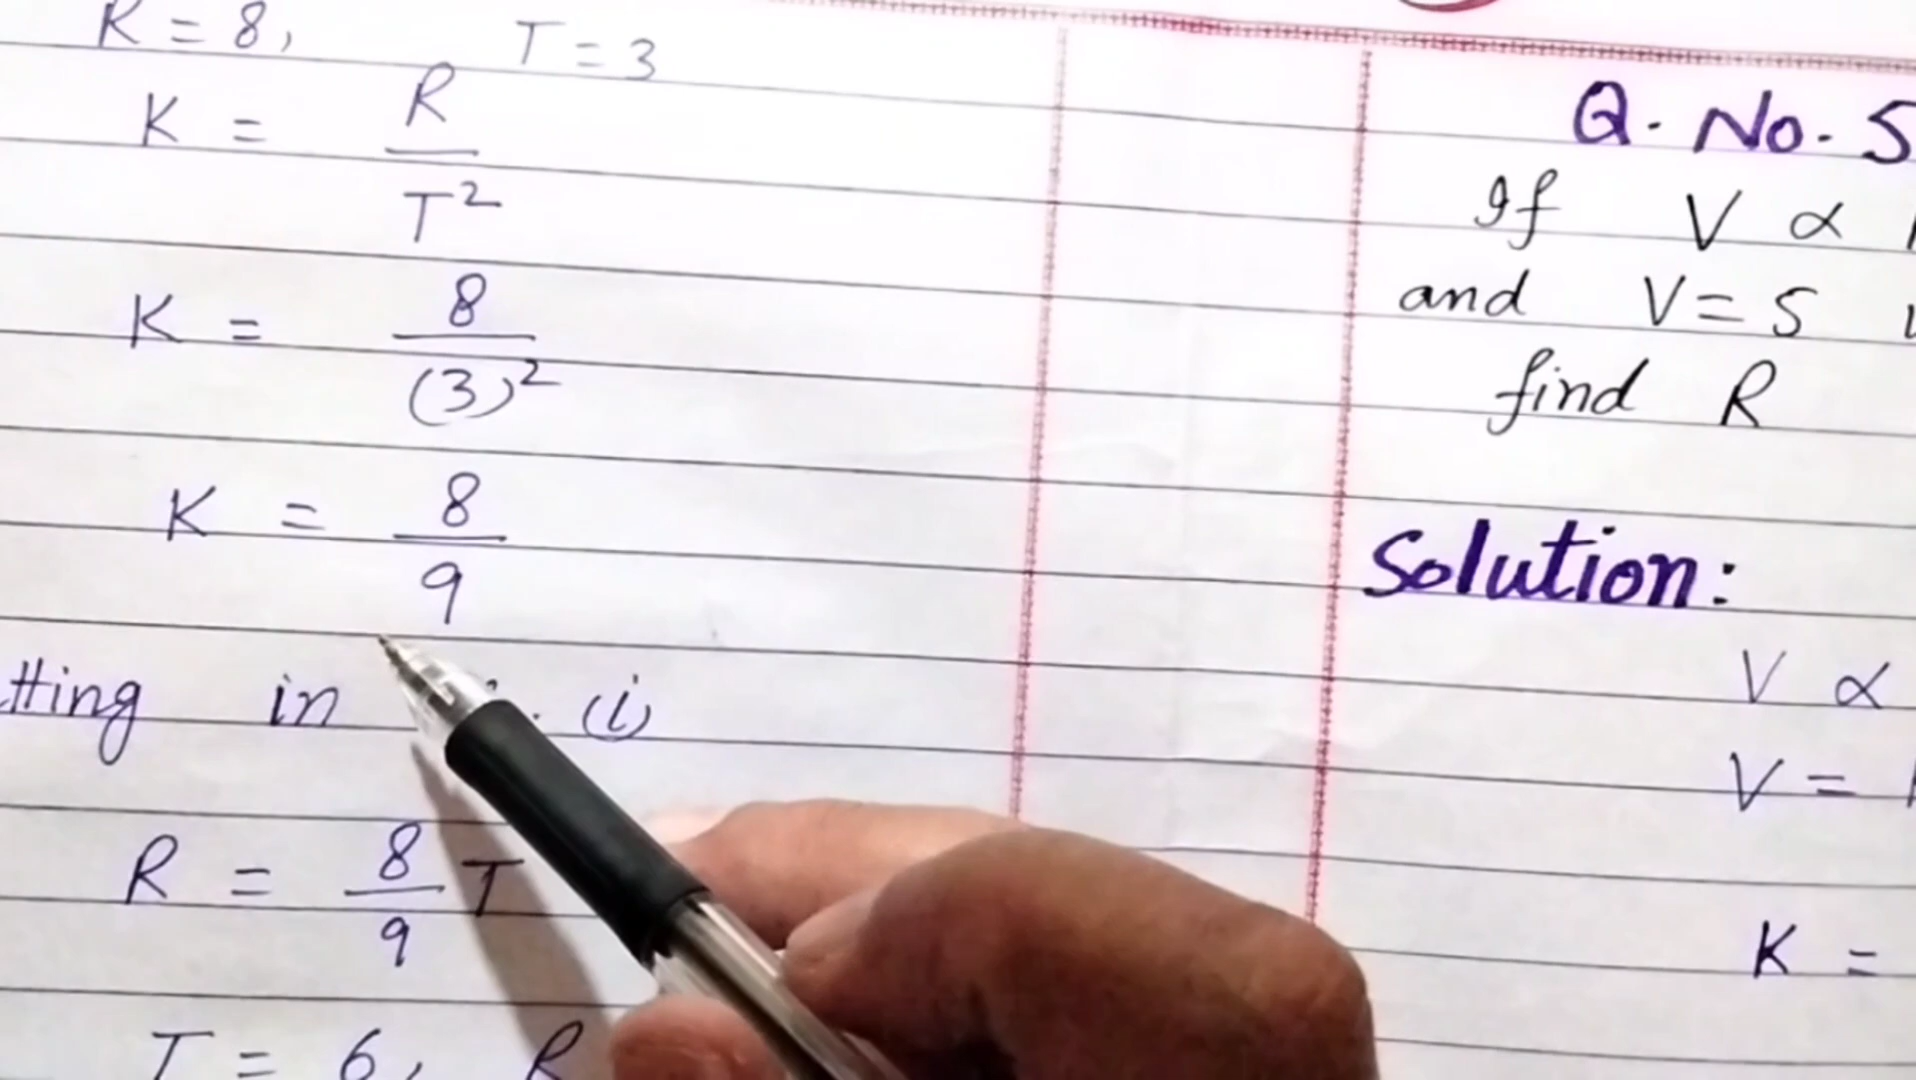 R = 8, T = 3
K = R / T²
K = 8 / (3)²
K = 8 / 9
tting in (i)
R = 8 / 9 T
T = 6, R
Q. No. 5
If V ∝
and V = 5
find R
Solution:
V ∝
V =
K =